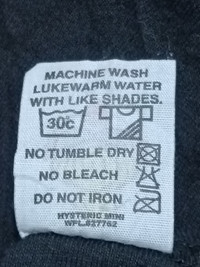 MACHINE WASH
LUKEWARM WATER
WITH LIKE SHADES.
30c
NO TUMBLE DRY
NO BLEACH
DO NOT IRON
HYSTERIC MINI
WPL.#27762